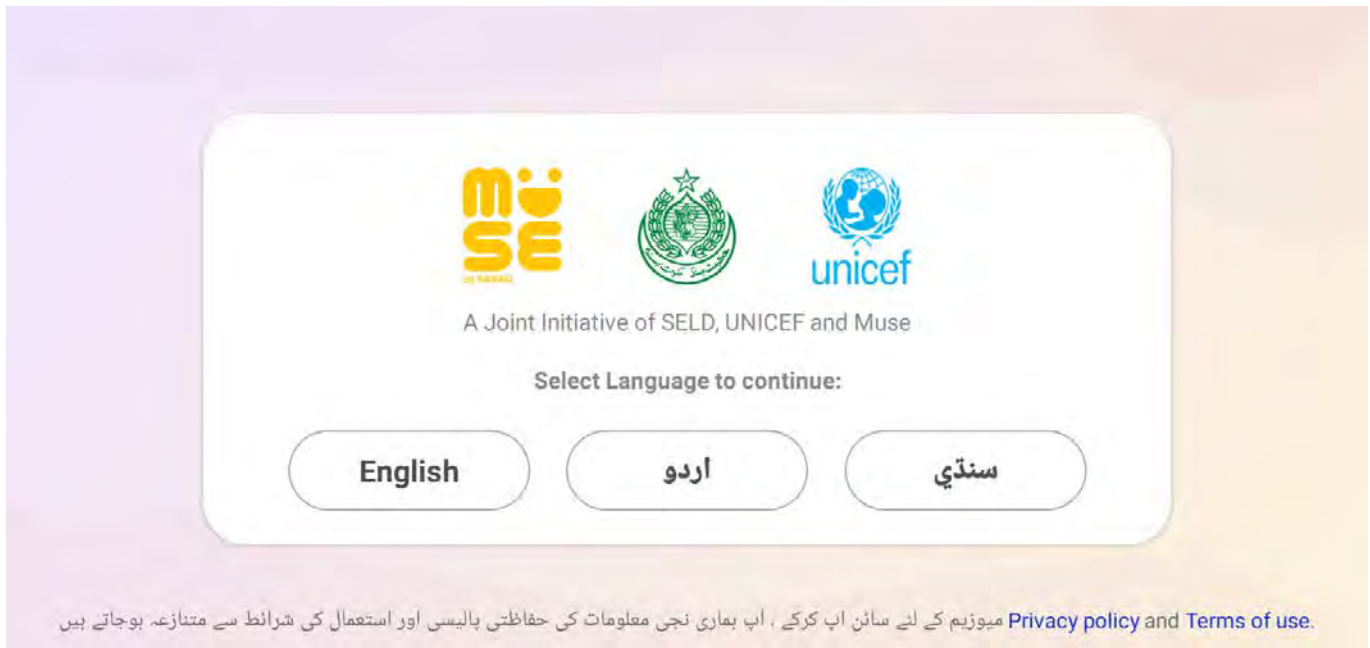 MUSE
unicef
A Joint Initiative of SELD, UNICEF and Muse
Select Language to continue:
English
اردو
سنڌي
میوزیم کے لئے سائن اپ کرکے ، آپ ہماری نجی معلومات کی حفاظتی پالیسی اور استعمال کی شرائط سے متنازعہ ہوجاتے ہیں Privacy policy and Terms of use.